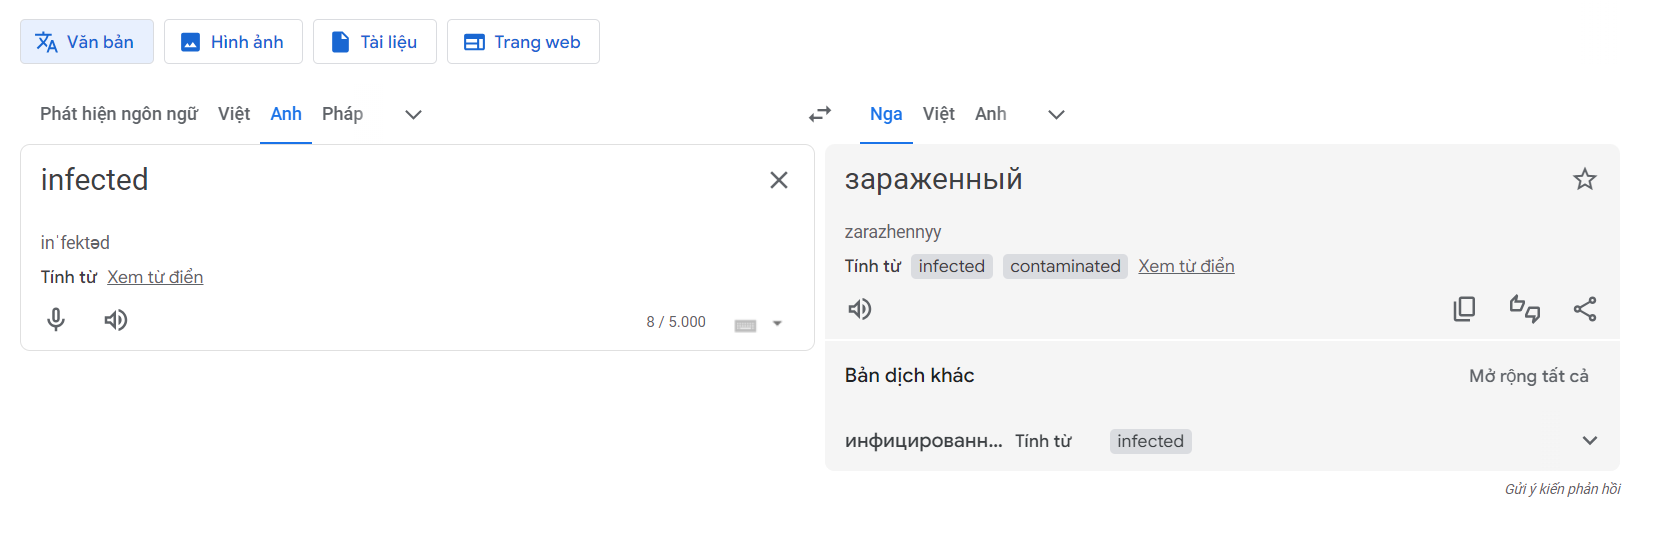 Văn bản Hình ảnh Tài liệu Trang web
Phát hiện ngôn ngữ Việt Anh Pháp Nga Việt Anh
infected
inˈfektəd
Tính từ Xem từ điển
8 / 5.000
зараженный
zarazhennyy
Tính từ infected contaminated Xem từ điển
Bản dịch khác Mở rộng tất cả
инфицированн... Tính từ infected
Gửi ý kiến phản hồi